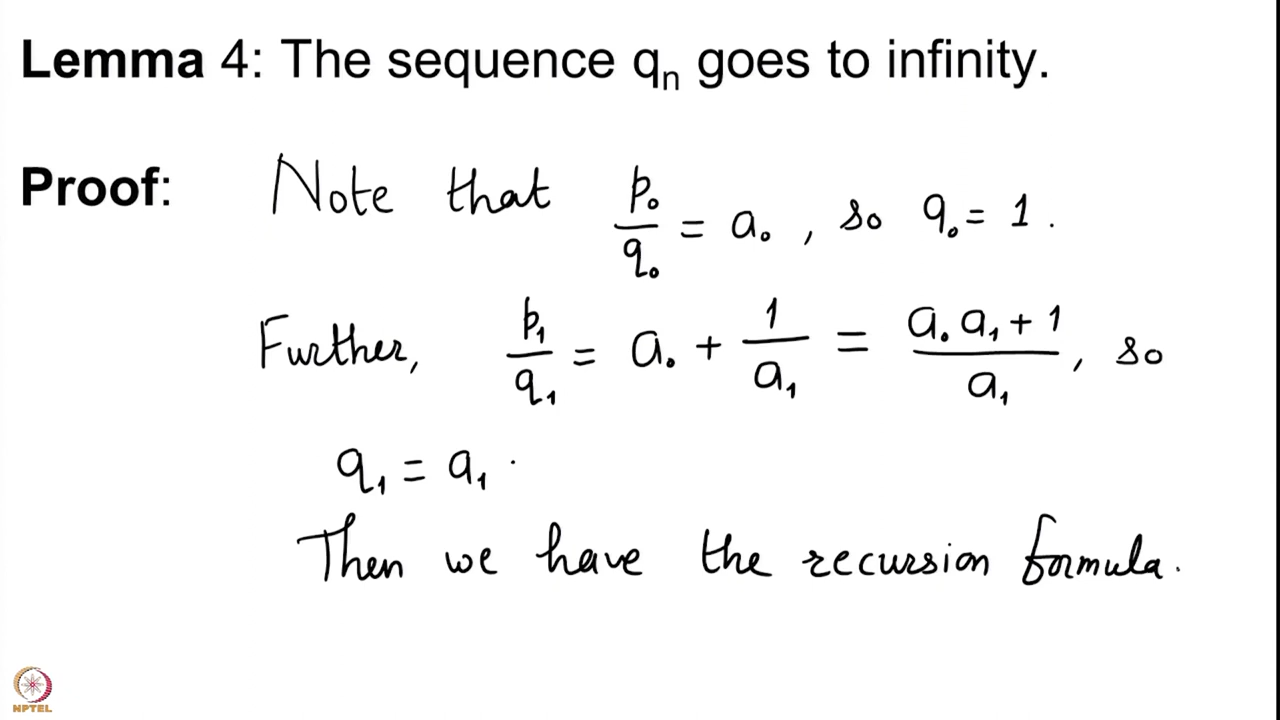 Lemma 4: The sequence qₙ goes to infinity.
Proof: Note that p₀/q₀ = a₀, so q₀ = 1.
Further, p₁/q₁ = a₀ + 1/a₁ = (a₀ a₁ + 1)/a₁, so
q₁ = a₁.
Then we have the recursion formula.
NPTEL